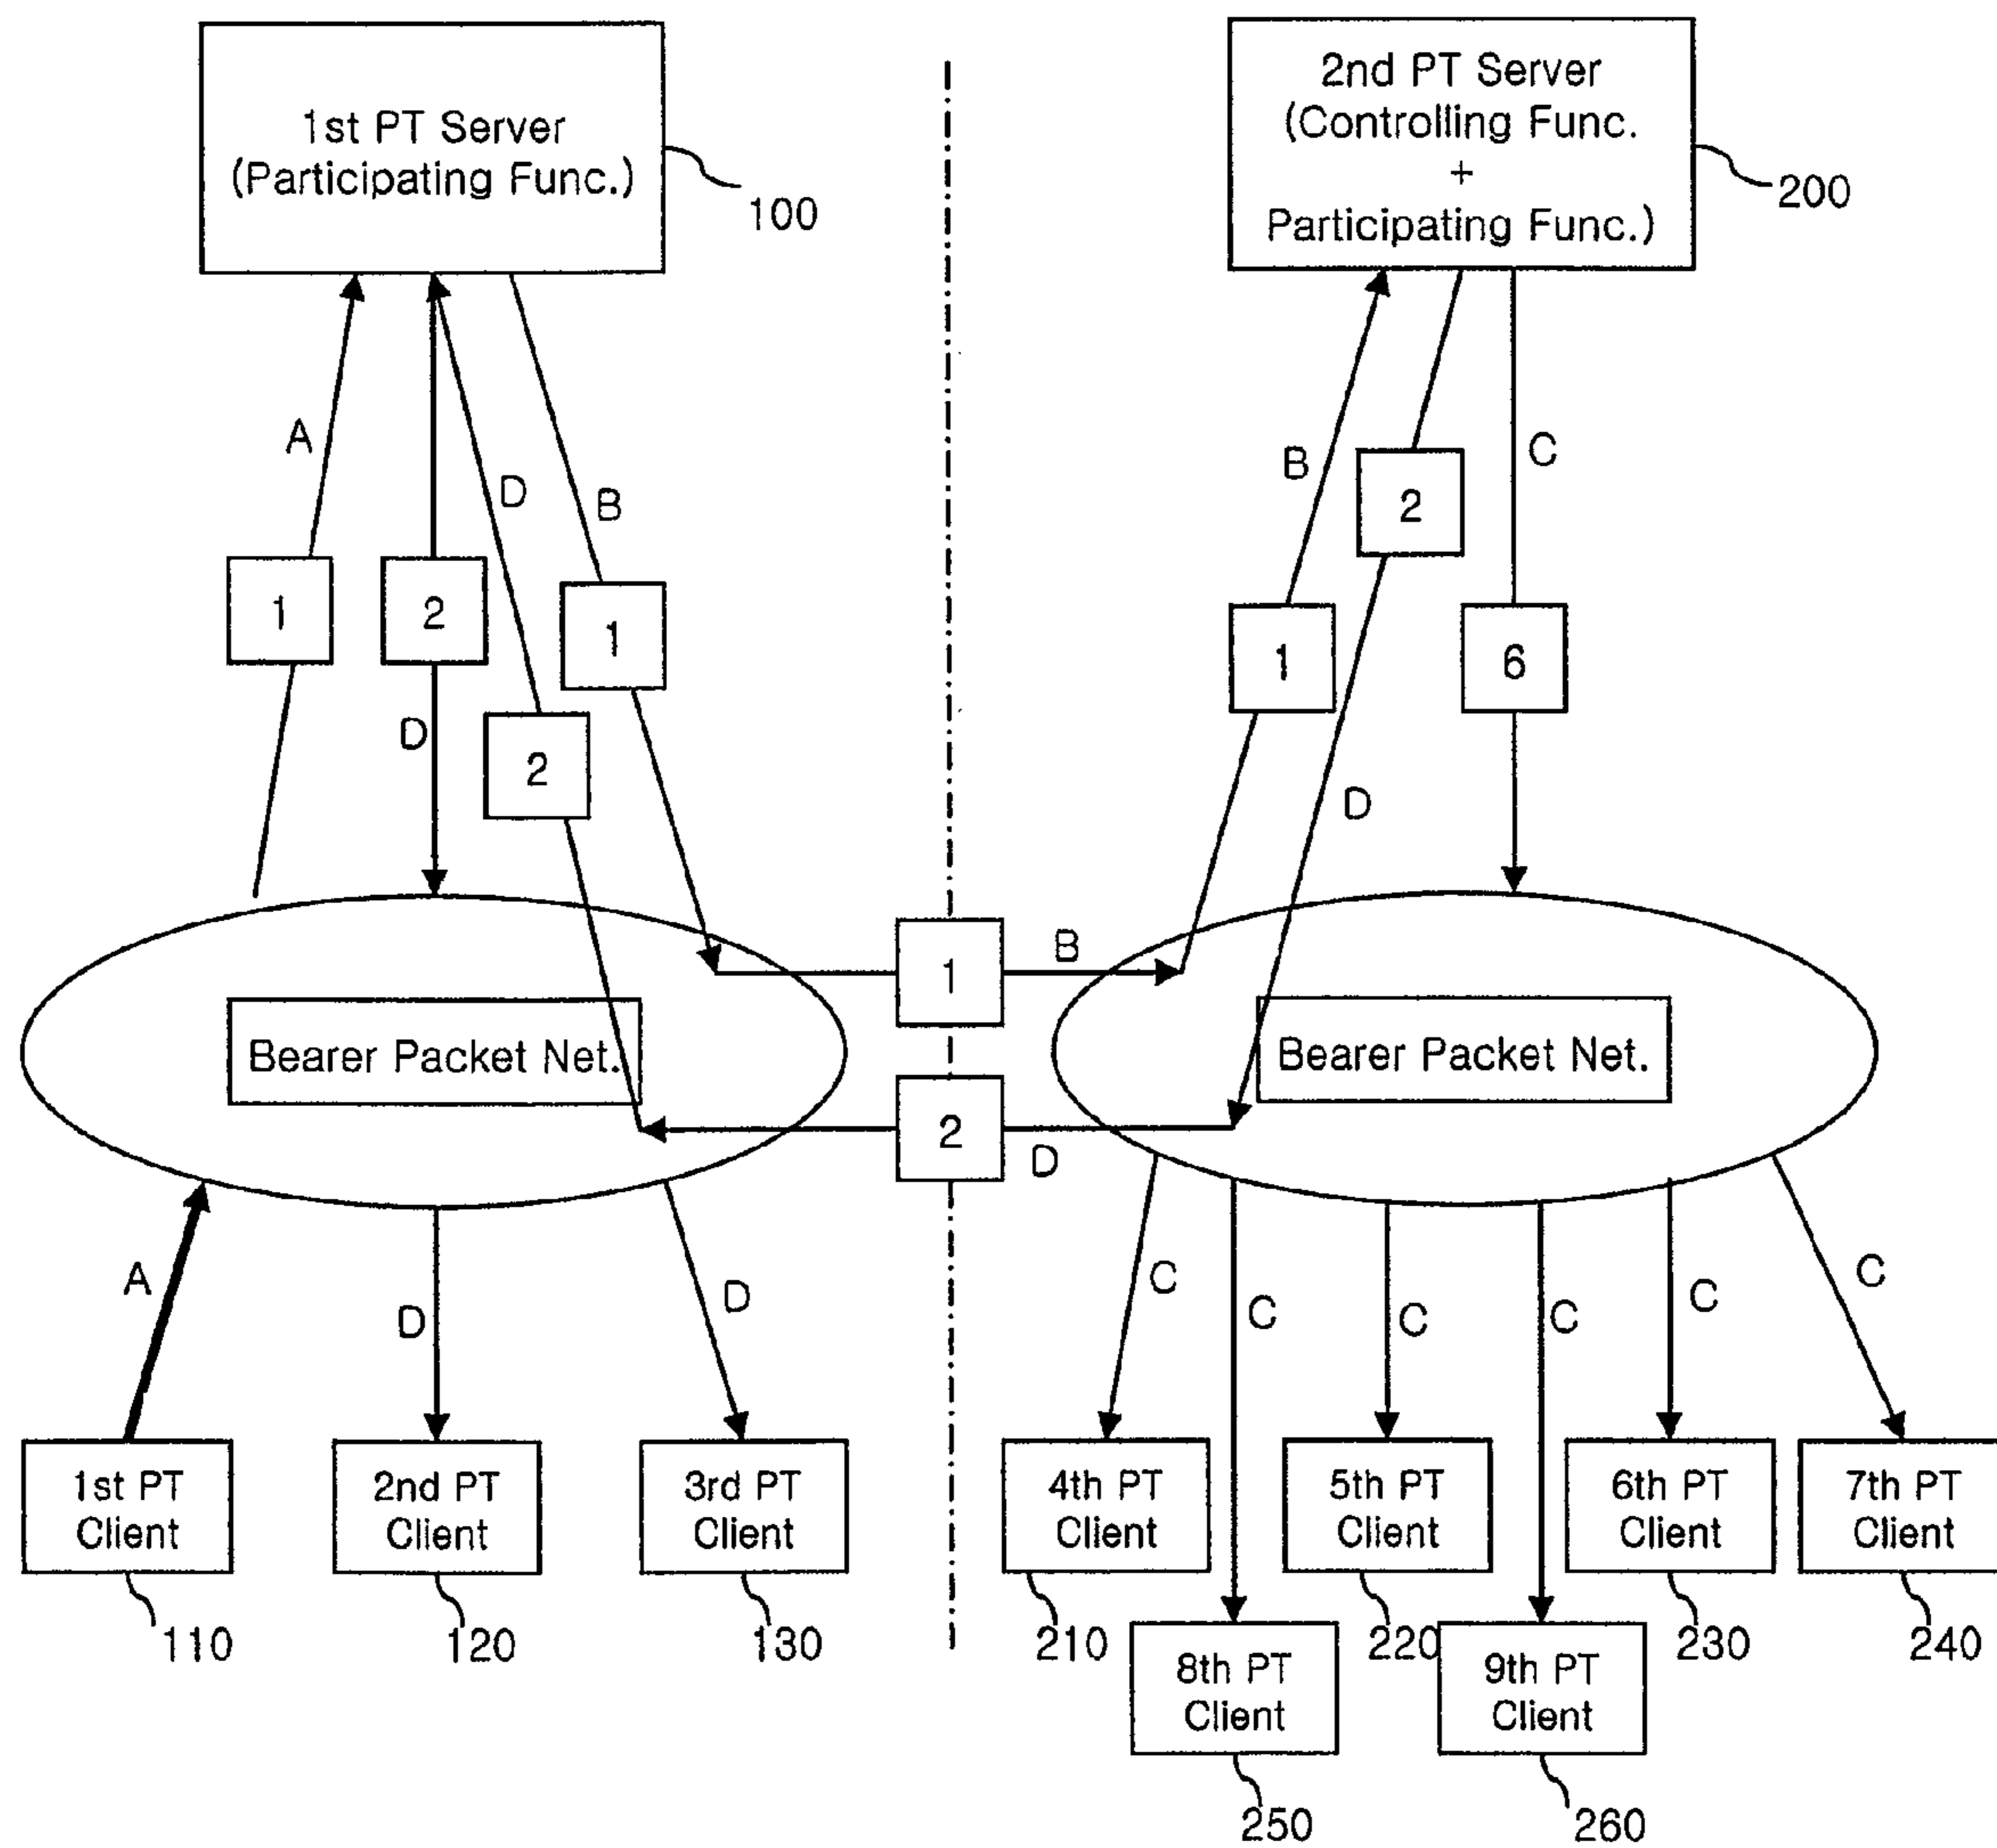 1st PT Server
(Participating Func.)
100
2nd PT Server
(Controlling Func.
+
Participating Func.)
200
A
D
B
B
2
C
1
2
1
1
6
D
2
D
1
B
Bearer Packet Net.
Bearer Packet Net.
2
D
A
D
D
C
C
C
C
C
C
1st PT
Client
2nd PT
Client
3rd PT
Client
4th PT
Client
5th PT
Client
6th PT
Client
7th PT
Client
110
120
130
210
220
230
240
8th PT
Client
9th PT
Client
250
260